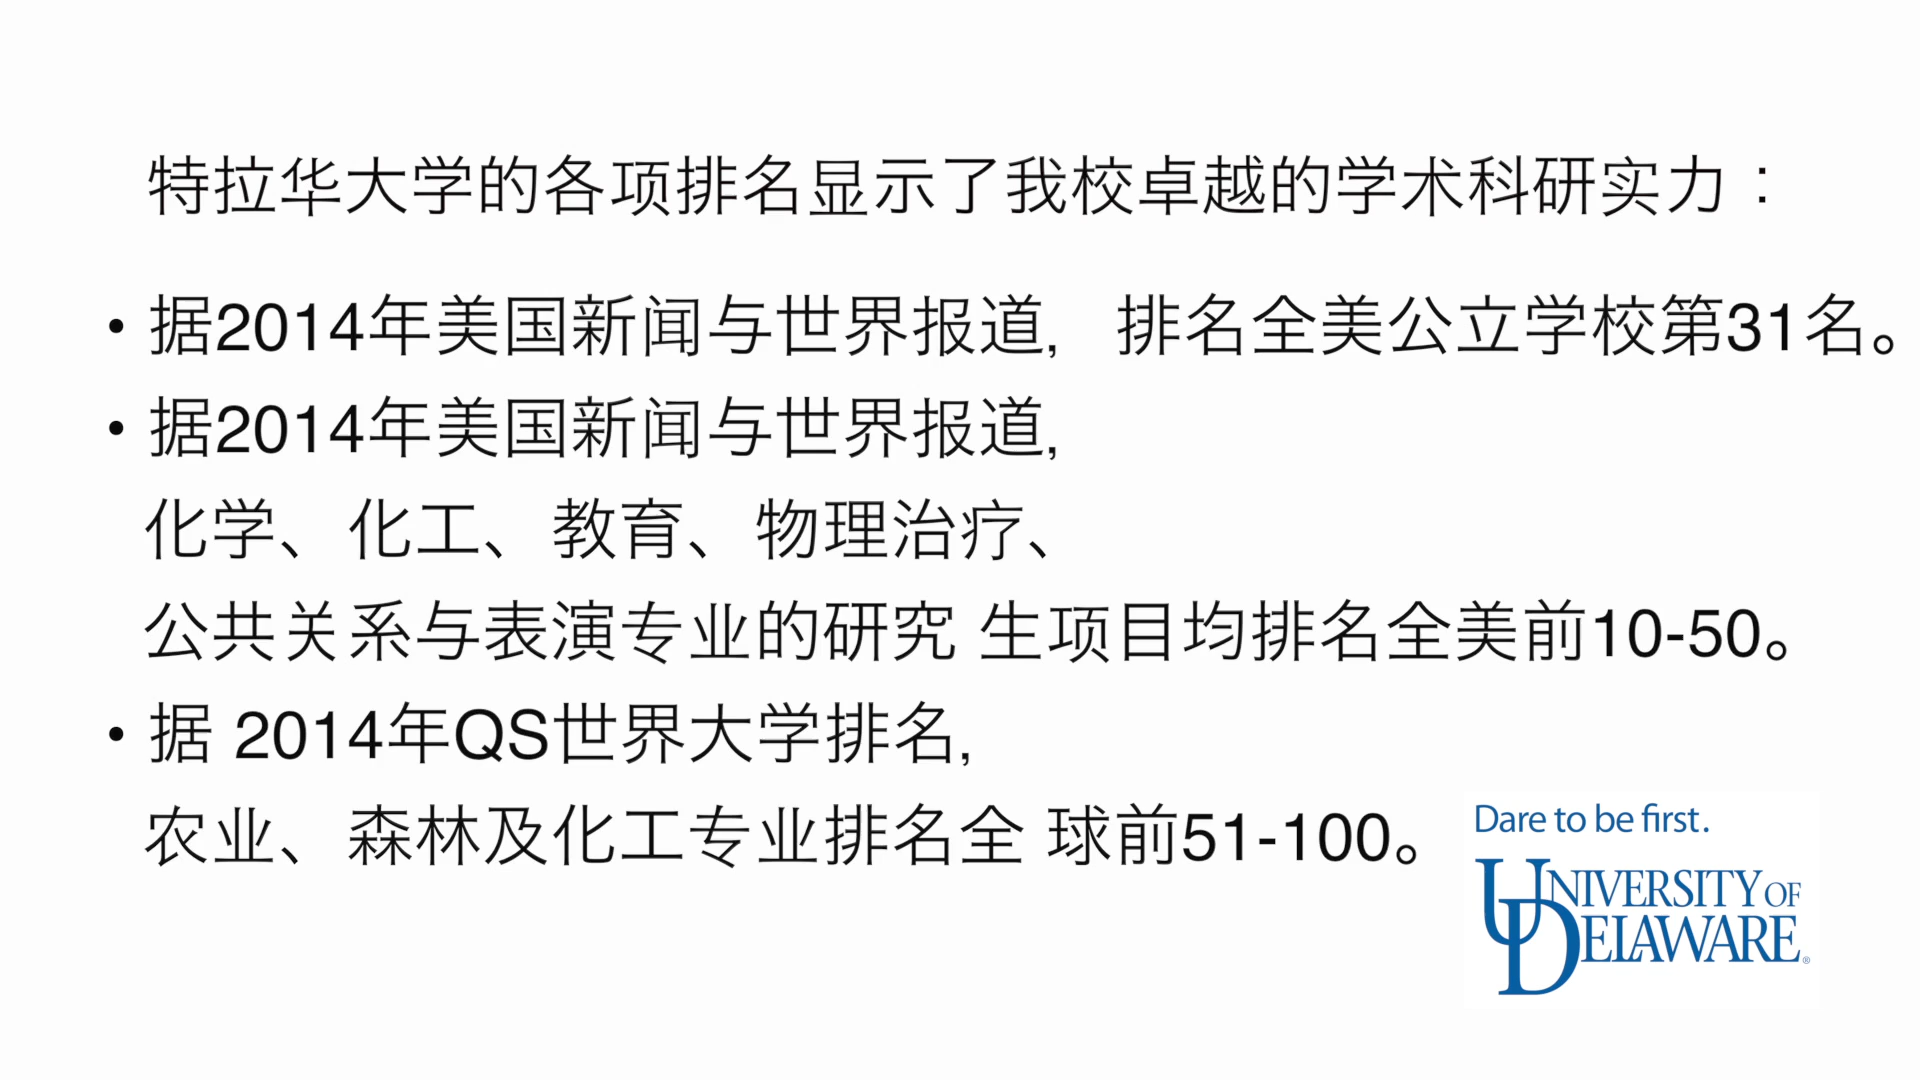 特拉华大学的各项排名显示了我校卓越的学术科研实力：
• 据2014年美国新闻与世界报道, 排名全美公立学校第31名。
• 据2014年美国新闻与世界报道,
化学、化工、教育、物理治疗、
公共关系与表演专业的研究 生项目均排名全美前10-50。
• 据 2014年QS世界大学排名,
农业、森林及化工专业排名全 球前51-100。
Dare to be first.
UNIVERSITY OF
DELAWARE®